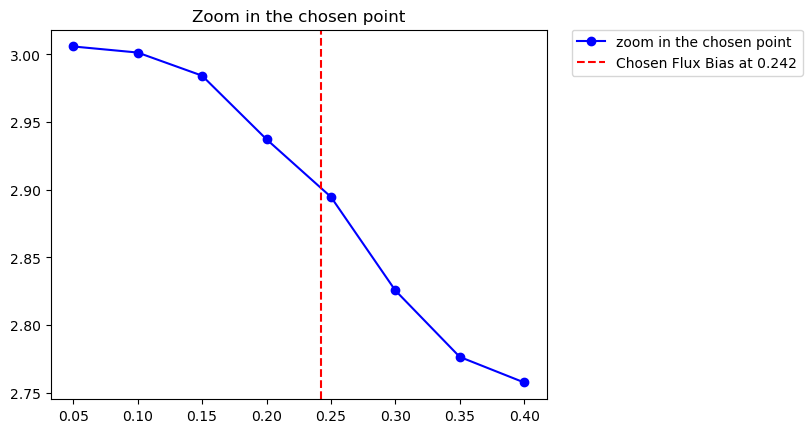 Zoom in the chosen point
zoom in the chosen point
Chosen Flux Bias at 0.242
3.00
2.95
2.90
2.85
2.80
2.75
0.05 0.10 0.15 0.20 0.25 0.30 0.35 0.40